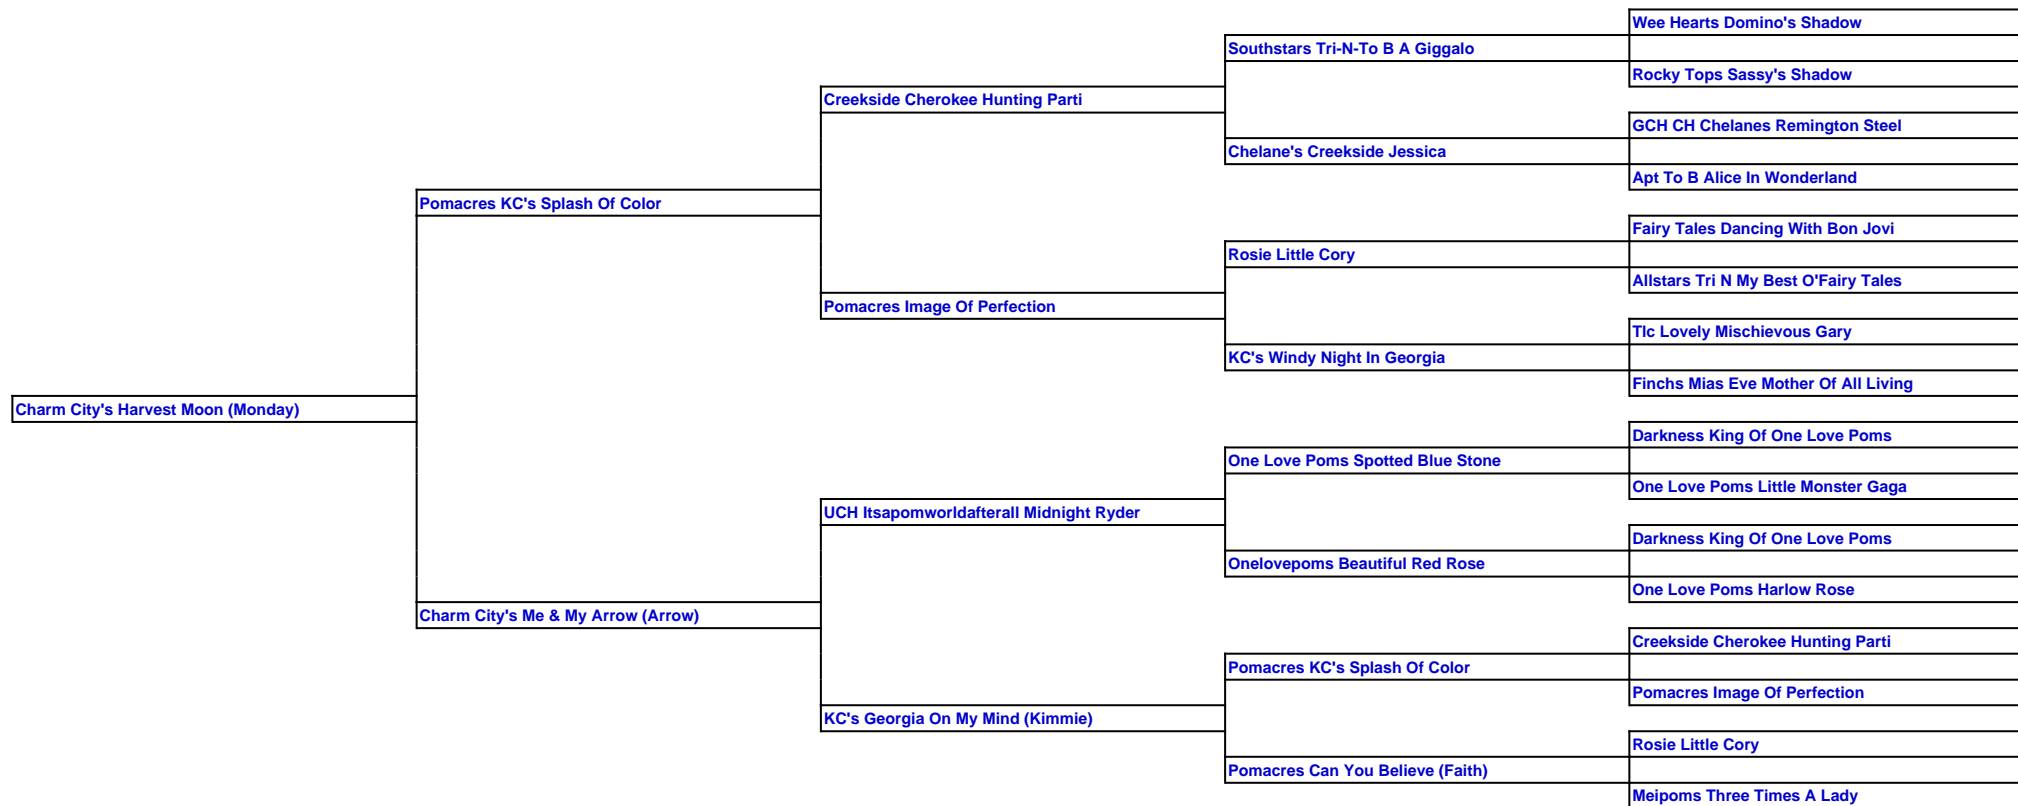 Wee Hearts Domino's Shadow
Southstars Tri-N-To B A Giggalo
Rocky Tops Sassy's Shadow
Creekside Cherokee Hunting Parti
GCH CH Chelanes Remington Steel
Chelane's Creekside Jessica
Apt To B Alice In Wonderland
Pomacres KC's Splash Of Color
Fairy Tales Dancing With Bon Jovi
Rosie Little Cory
Allstars Tri N My Best O'Fairy Tales
Pomacres Image Of Perfection
Tlc Lovely Mischievous Gary
KC's Windy Night In Georgia
Finchs Mias Eve Mother Of All Living
Charm City's Harvest Moon (Monday)
Darkness King Of One Love Poms
One Love Poms Spotted Blue Stone
One Love Poms Little Monster Gaga
UCH Itsapomworldafterall Midnight Ryder
Darkness King Of One Love Poms
Onelovepoms Beautiful Red Rose
One Love Poms Harlow Rose
Charm City's Me & My Arrow (Arrow)
Creekside Cherokee Hunting Parti
Pomacres KC's Splash Of Color
Pomacres Image Of Perfection
KC's Georgia On My Mind (Kimmie)
Rosie Little Cory
Pomacres Can You Believe (Faith)
Meipoms Three Times A Lady